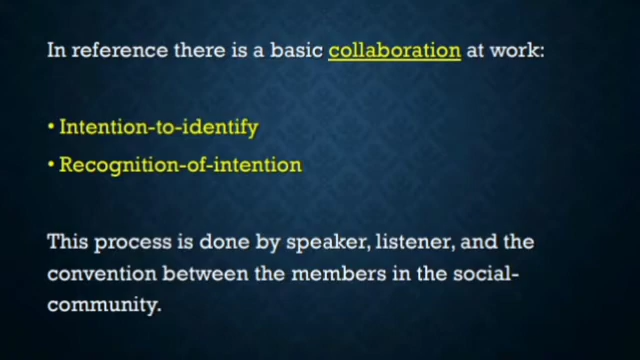 In reference there is a basic collaboration at work:
• Intention-to-identify
• Recognition-of-intention
This process is done by speaker, listener, and the
convention between the members in the social-
community.